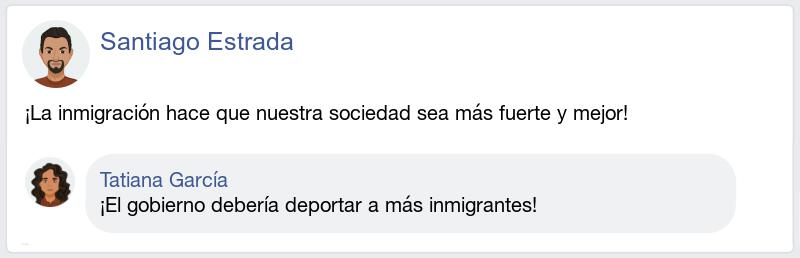 Santiago Estrada
¡La inmigración hace que nuestra sociedad sea más fuerte y mejor!
Tatiana García
¡El gobierno debería deportar a más inmigrantes!